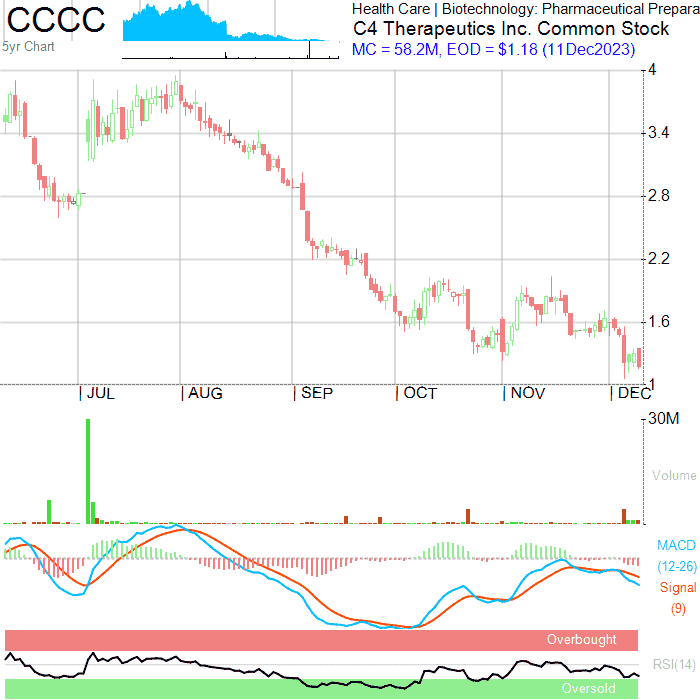 CCCC
5yr Chart
Health Care | Biotechnology: Pharmaceutical Prepara
C4 Therapeutics Inc. Common Stock
MC = 58.2M, EOD = $1.18 (11Dec2023)
4
3.4
2.8
2.2
1.6
1
JUL AUG SEP OCT NOV DEC
30M
Volume
MACD
(12-26)
Signal
(9)
Overbought
RSI(14)
Oversold